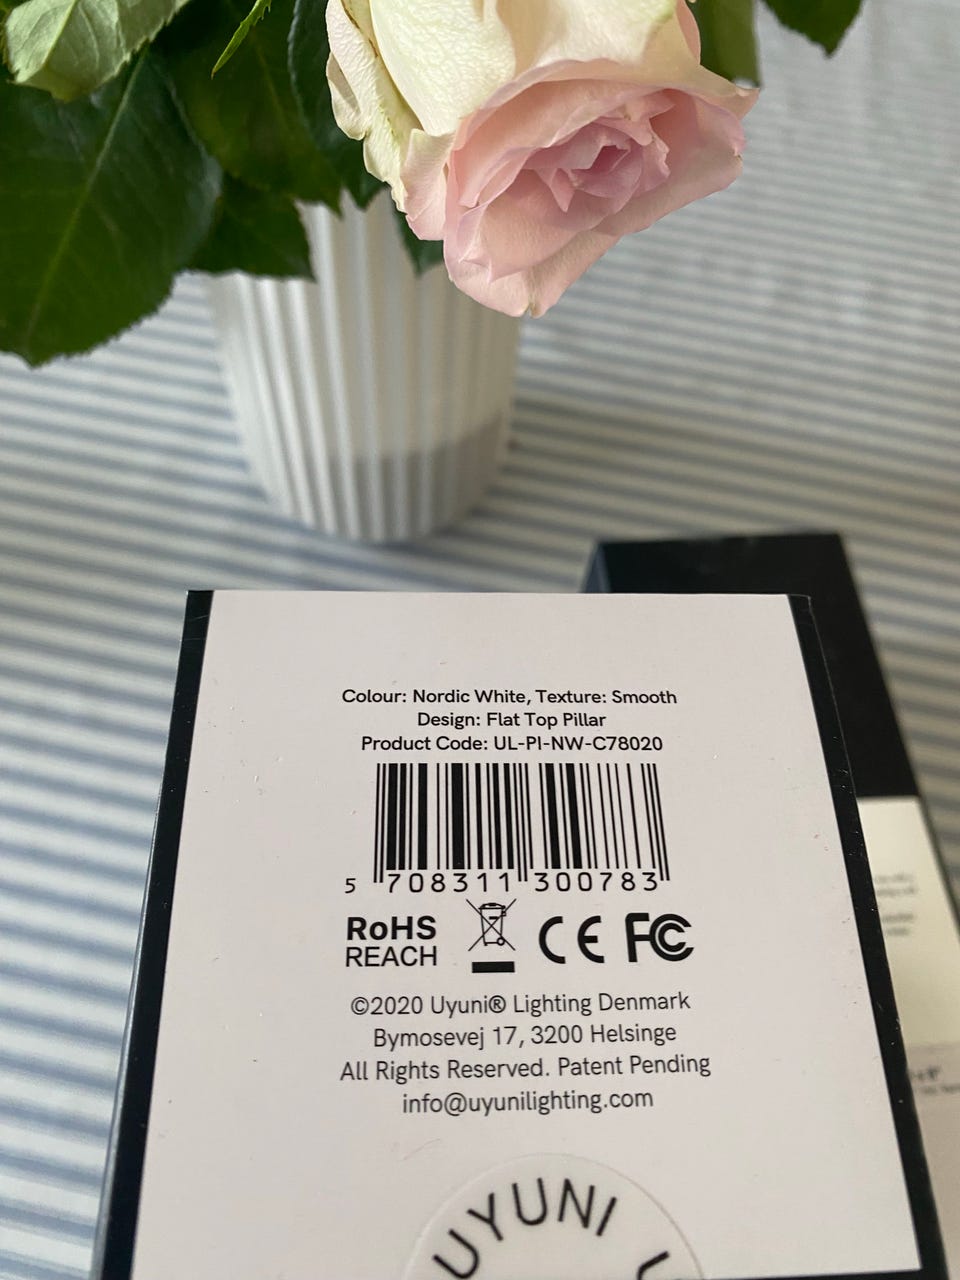 Colour: Nordic White, Texture: Smooth
Design: Flat Top Pillar
Product Code: UL-PI-NW-C78020
5 708311 300783
RoHS
REACH
CE FC
©2020 Uyuni® Lighting Denmark
Bymosevej 17, 3200 Helsinge
All Rights Reserved. Patent Pending
info@uyunilighting.com
UYUNI